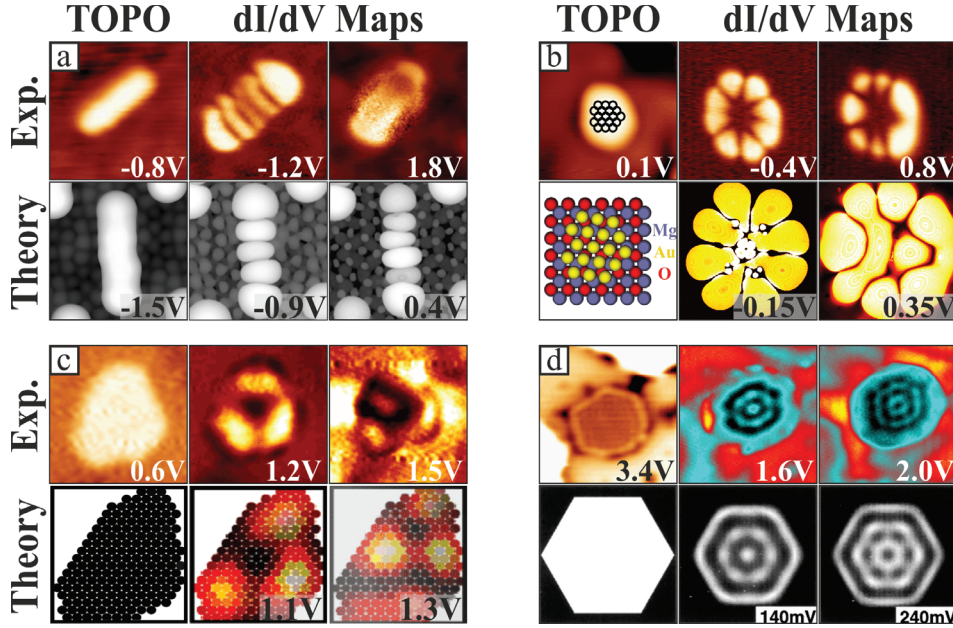 TOPO dI/dV Maps TOPO dI/dV Maps
Exp.
a
-0.8V -1.2V 1.8V
b
0.1V -0.4V 0.8V
Theory
-1.5V -0.9V 0.4V
Mg
Au
O
-0.15V 0.35V
Exp.
c
0.6V 1.2V 1.5V
d
3.4V 1.6V 2.0V
Theory
1.1V 1.3V
140mV 240mV